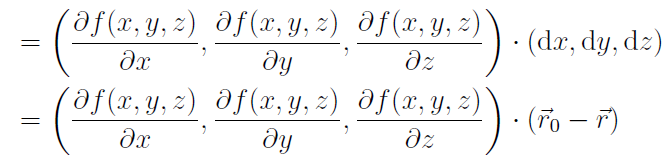 = ( ∂f(x, y, z)/∂x , ∂f(x, y, z)/∂y , ∂f(x, y, z)/∂z ) · (dx, dy, dz)
= ( ∂f(x, y, z)/∂x , ∂f(x, y, z)/∂y , ∂f(x, y, z)/∂z ) · (r⃗₀ − r⃗)